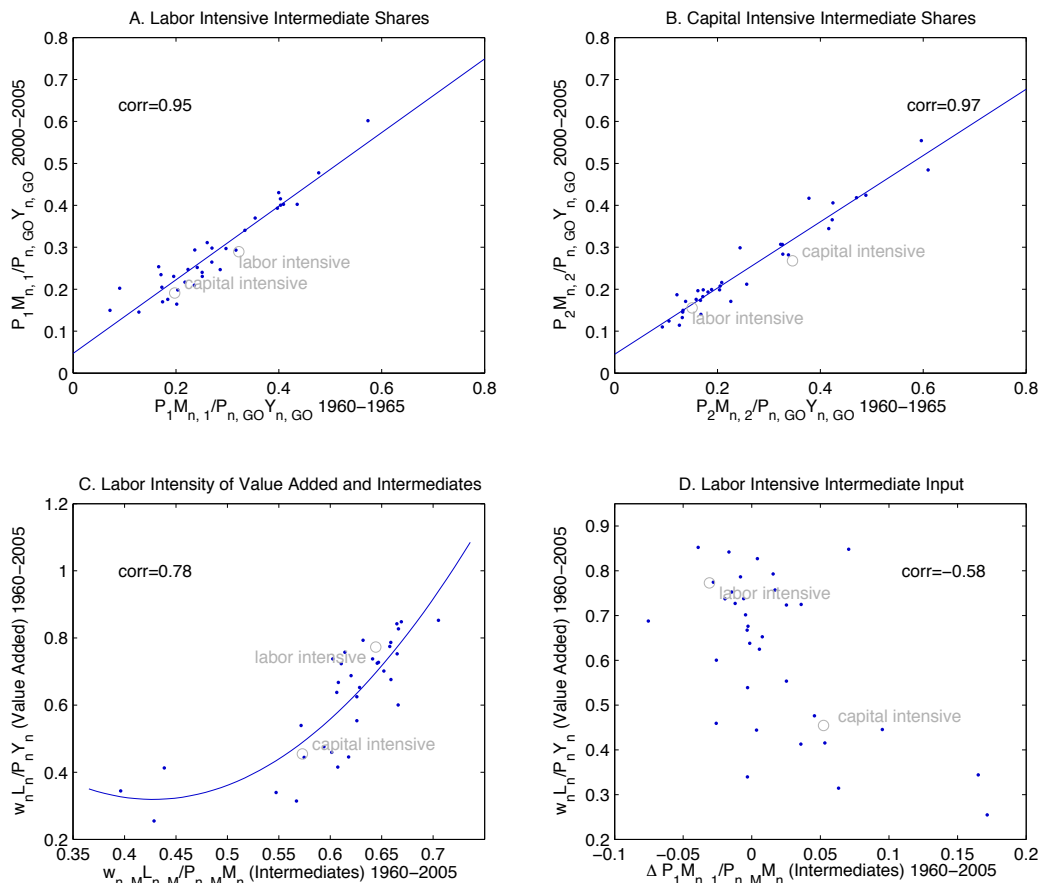 A. Labor Intensive Intermediate Shares
0.8
0.7
0.6
0.5
0.4
0.3
0.2
0.1
0
P1Mn, 1/Pn, GOYn, GO 2000−2005
corr=0.95
labor intensive
capital intensive
0 0.2 0.4 0.6 0.8
P1Mn, 1/Pn, GOYn, GO 1960−1965
B. Capital Intensive Intermediate Shares
0.8
0.7
0.6
0.5
0.4
0.3
0.2
0.1
0
P2Mn, 2/Pn, GOYn, GO 2000−2005
corr=0.97
capital intensive
labor intensive
0 0.2 0.4 0.6 0.8
P2Mn, 2/Pn, GOYn, GO 1960−1965
C. Labor Intensity of Value Added and Intermediates
1.2
1
0.8
0.6
0.4
0.2
wnLn/PnYn (Value Added) 1960−2005
corr=0.78
labor intensive
capital intensive
0.35 0.4 0.45 0.5 0.55 0.6 0.65 0.7
wn, MLn, M/Pn, MMn (Intermediates) 1960−2005
D. Labor Intensive Intermediate Input
0.9
0.8
0.7
0.6
0.5
0.4
0.3
0.2
wnLn/PnYn (Value Added) 1960−2005
corr=−0.58
labor intensive
capital intensive
−0.1 −0.05 0 0.05 0.1 0.15 0.2
Δ P1Mn, 1/Pn, MMn (Intermediates) 1960−2005